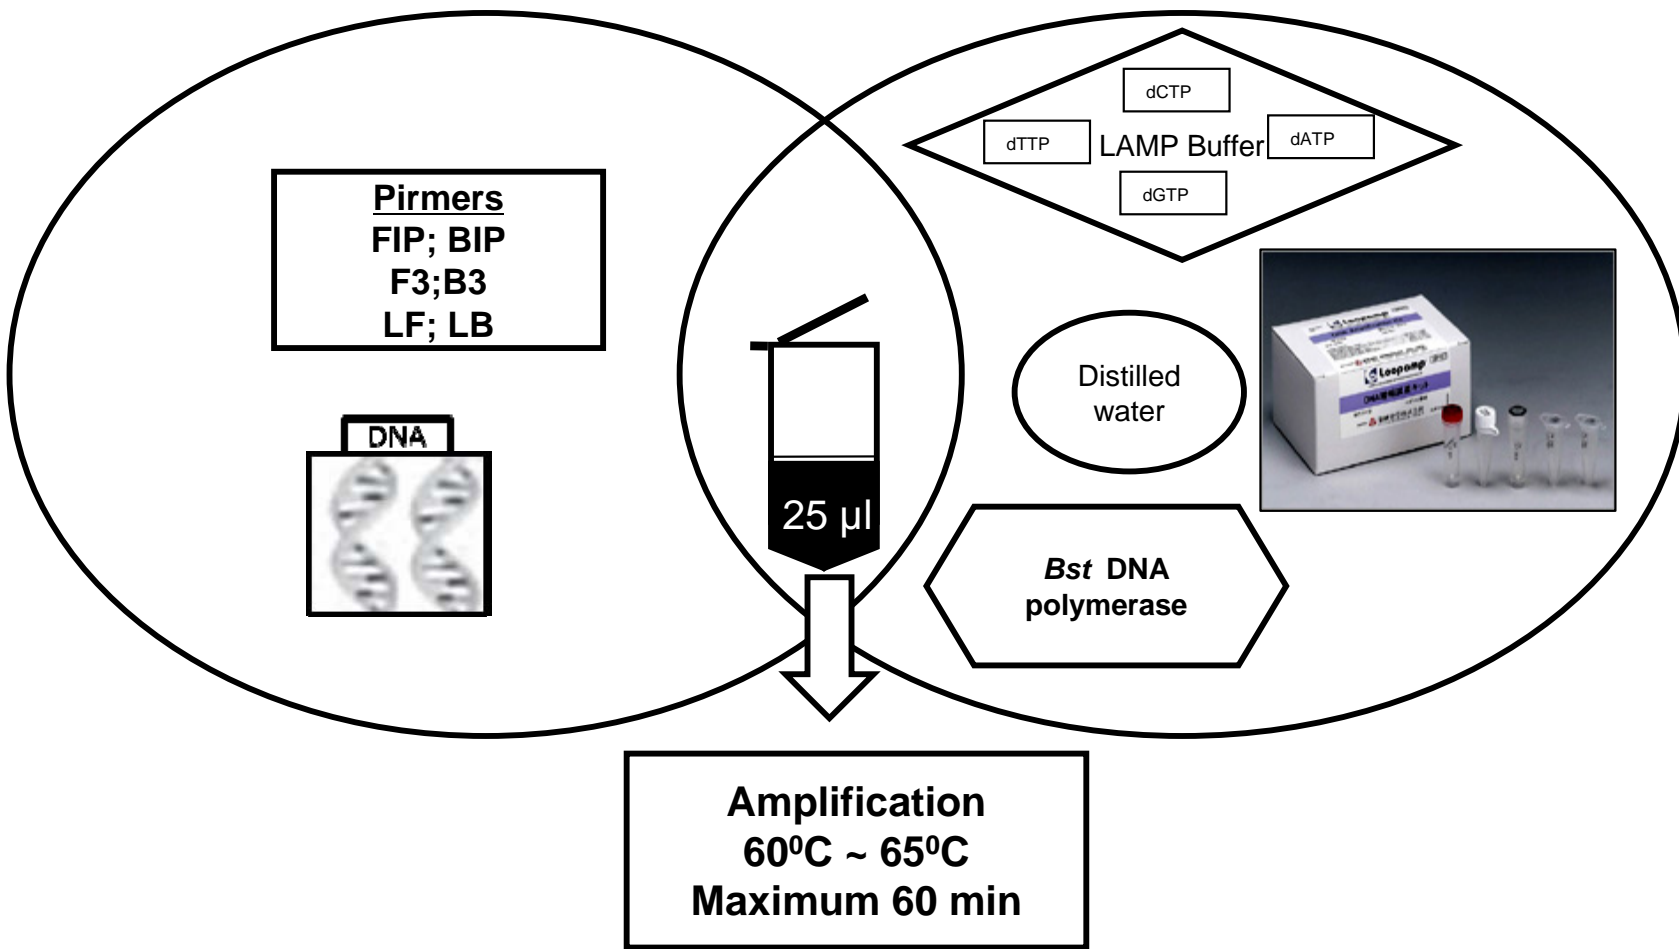 Pirmers
FIP; BIP
F3;B3
LF; LB
DNA
dCTP
dTTP
LAMP Buffer
dATP
dGTP
Distilled
water
Loopamp
Loopamp
25 µl
Bst DNA
polymerase
Amplification
60⁰C ~ 65⁰C
Maximum 60 min